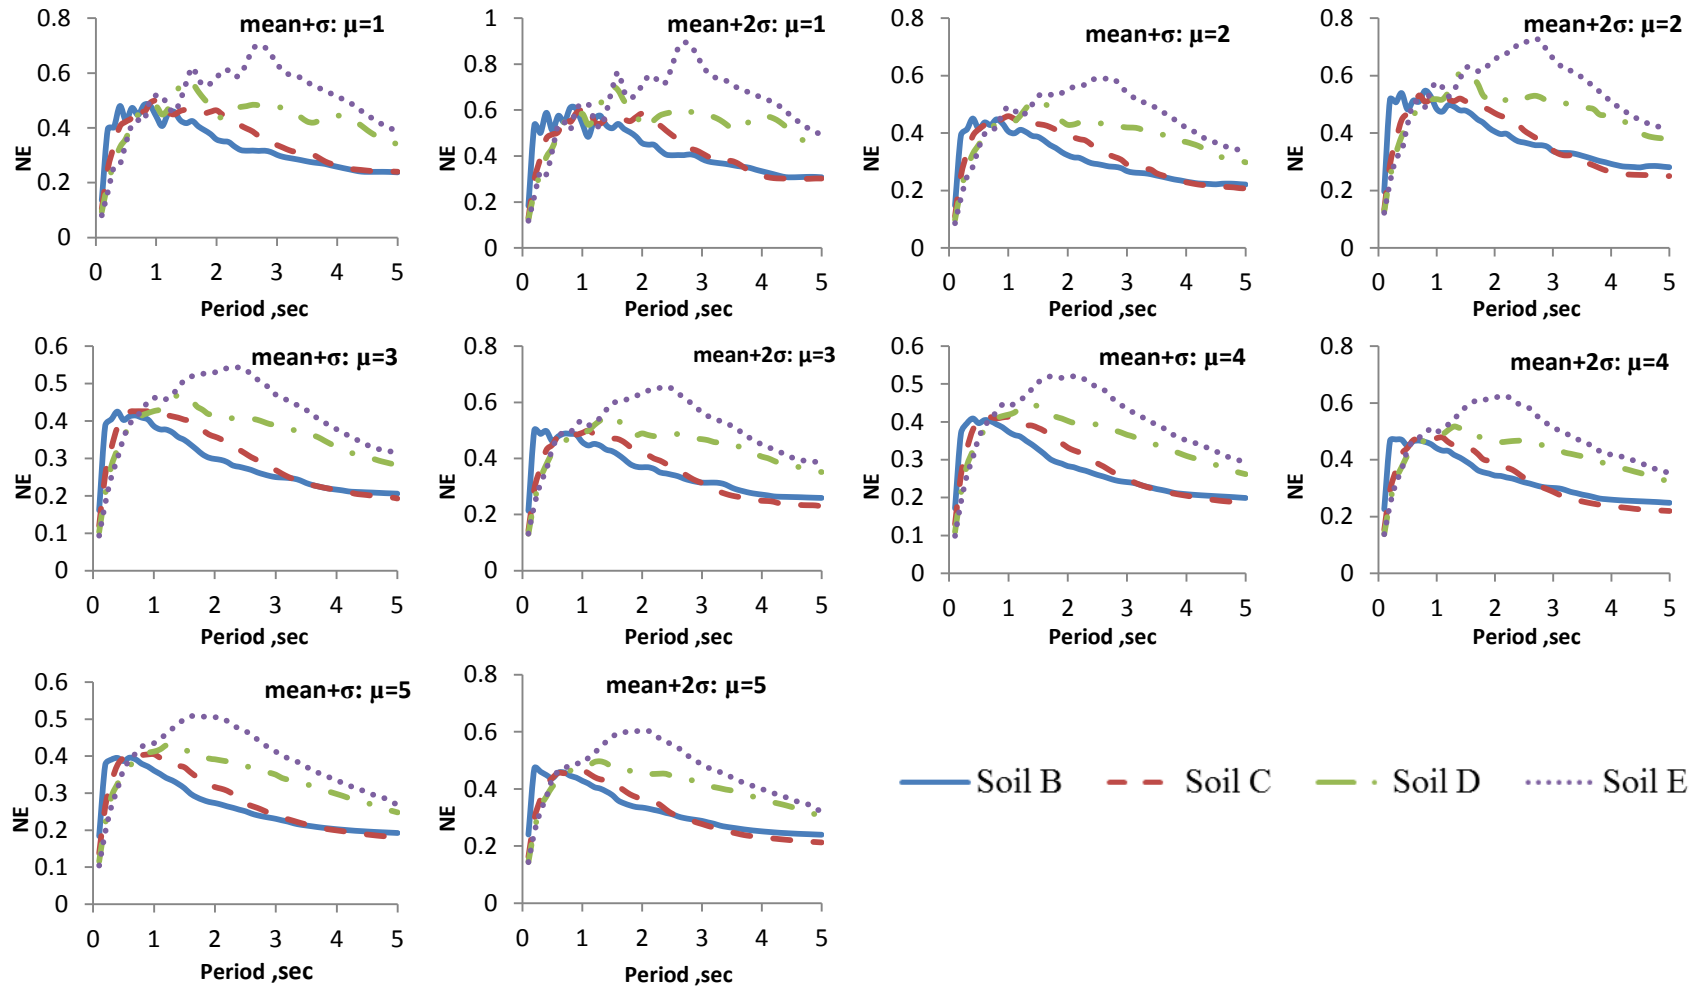 mean+σ: μ=1
0.8
0.6
0.4
0.2
0
NE
0 1 2 3 4 5
Period ,sec
mean+2σ: μ=1
1
0.8
0.6
0.4
0.2
0
NE
0 1 2 3 4 5
Period ,sec
mean+σ: μ=2
0.8
0.6
0.4
0.2
0
NE
0 1 2 3 4 5
Period ,sec
mean+2σ: μ=2
0.8
0.6
0.4
0.2
0
NE
0 1 2 3 4 5
Period ,sec
mean+σ: μ=3
0.6
0.5
0.4
0.3
0.2
0.1
0
NE
0 1 2 3 4 5
Period ,sec
mean+2σ: μ=3
0.8
0.6
0.4
0.2
0
NE
0 1 2 3 4 5
Period ,sec
mean+σ: μ=4
0.6
0.5
0.4
0.3
0.2
0.1
0
NE
0 1 2 3 4 5
Period ,sec
mean+2σ: μ=4
0.8
0.6
0.4
0.2
0
NE
0 1 2 3 4 5
Period ,sec
mean+σ: μ=5
0.6
0.5
0.4
0.3
0.2
0.1
0
NE
0 1 2 3 4 5
Period ,sec
mean+2σ: μ=5
0.8
0.6
0.4
0.2
0
NE
0 1 2 3 4 5
Period ,sec
Soil B Soil C Soil D Soil E